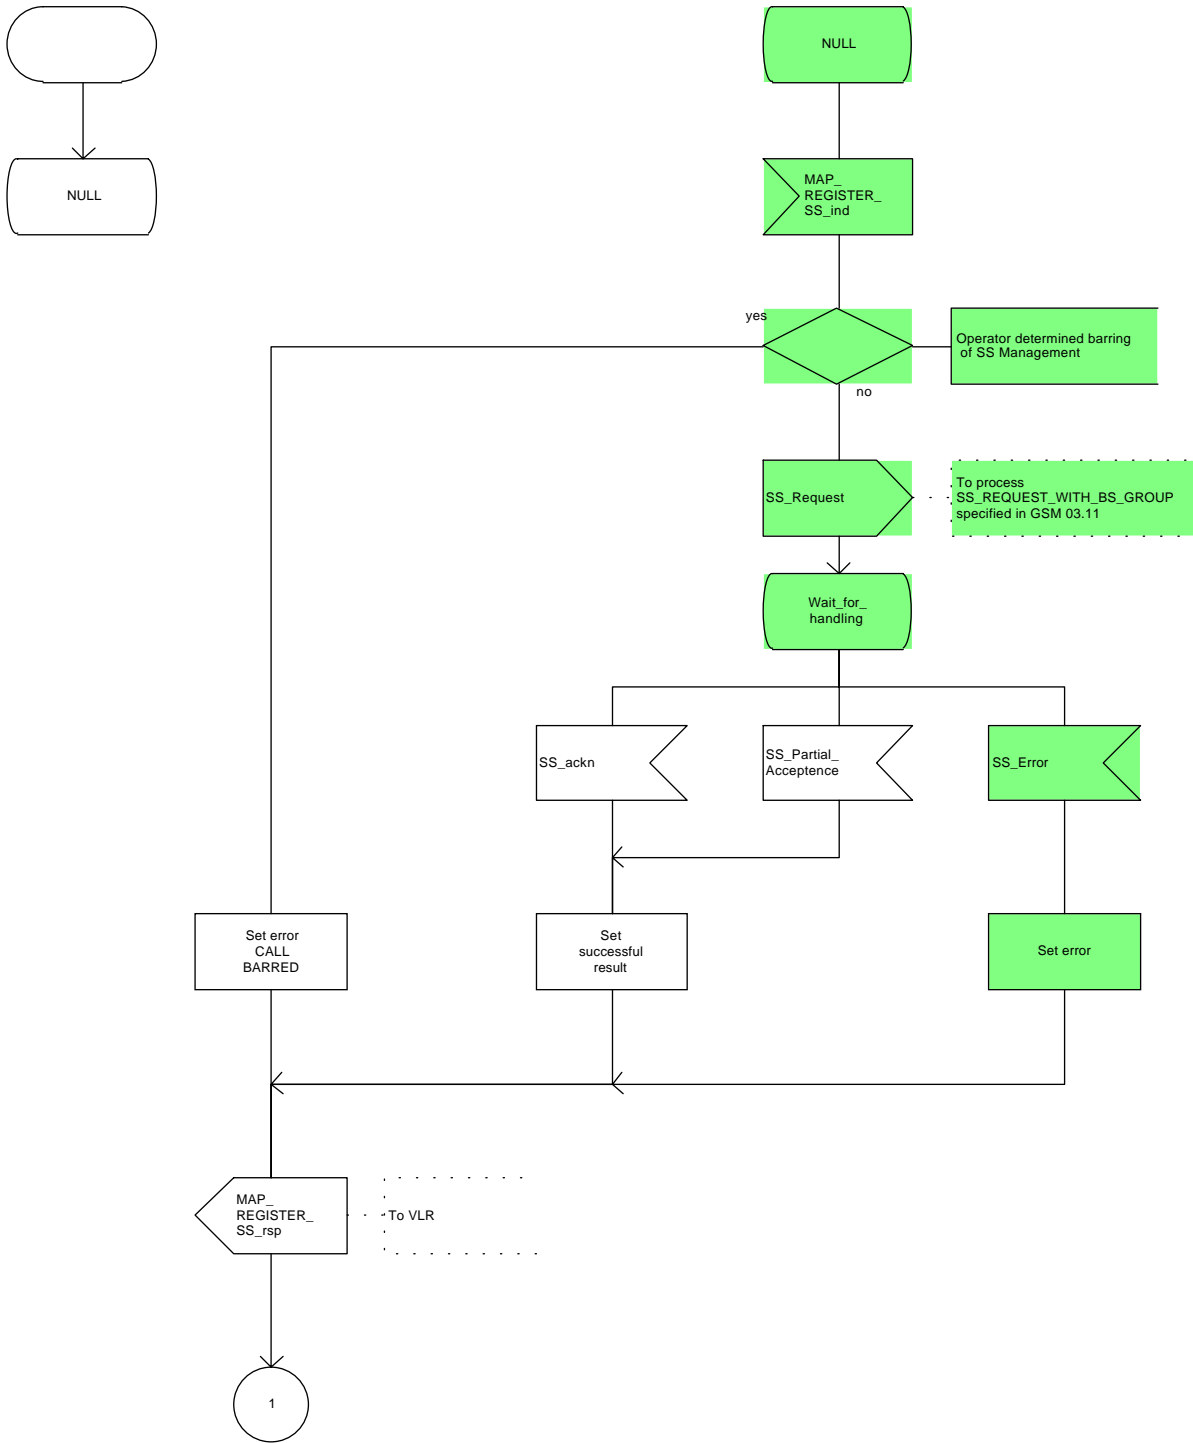 NULL
NULL
MAP_
REGISTER_
SS_ind
yes
Operator determined barring
of SS Management
no
SS_Request
To process
SS_REQUEST_WITH_BS_GROUP
specified in GSM 03.11
Wait_for_
handling
SS_ackn
SS_Partial_
Acceptence
SS_Error
Set error
CALL
BARRED
Set
successful
result
Set error
MAP_
REGISTER_
SS_rsp
To VLR
1